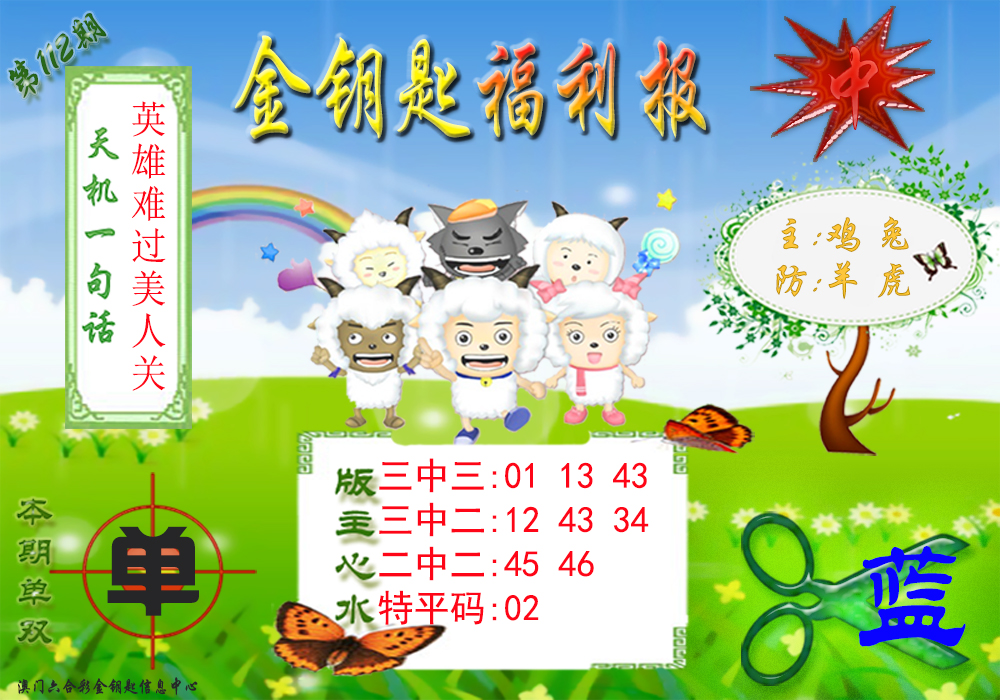 第112期
金钥匙福利报
中
天机一句话
英雄难过美人关
主:鸡 兔
防:羊 虎
版主心水
三中三:01 13 43
三中二:12 43 34
二中二:45 46
特平码:02
本期单双
单
蓝
澳门六合彩金钥匙信息中心